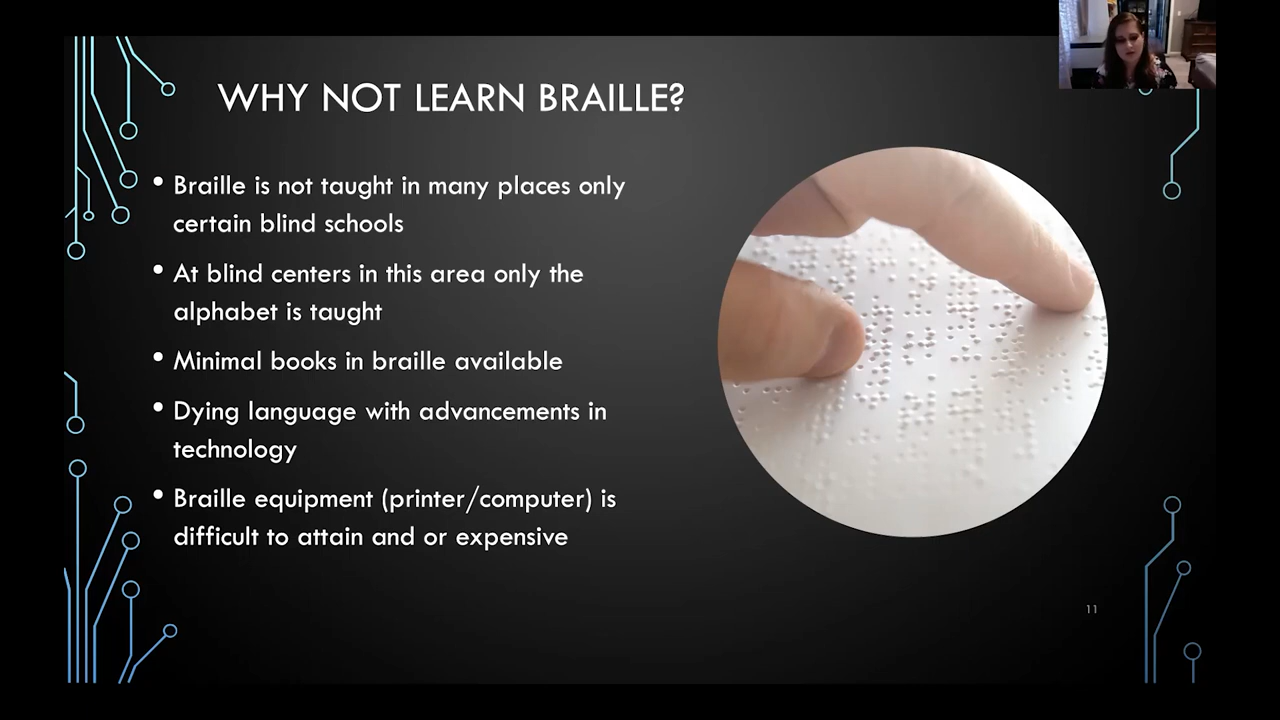 WHY NOT LEARN BRAILLE?
• Braille is not taught in many places only
certain blind schools
• At blind centers in this area only the
alphabet is taught
• Minimal books in braille available
• Dying language with advancements in
technology
• Braille equipment (printer/computer) is
difficult to attain and or expensive
11